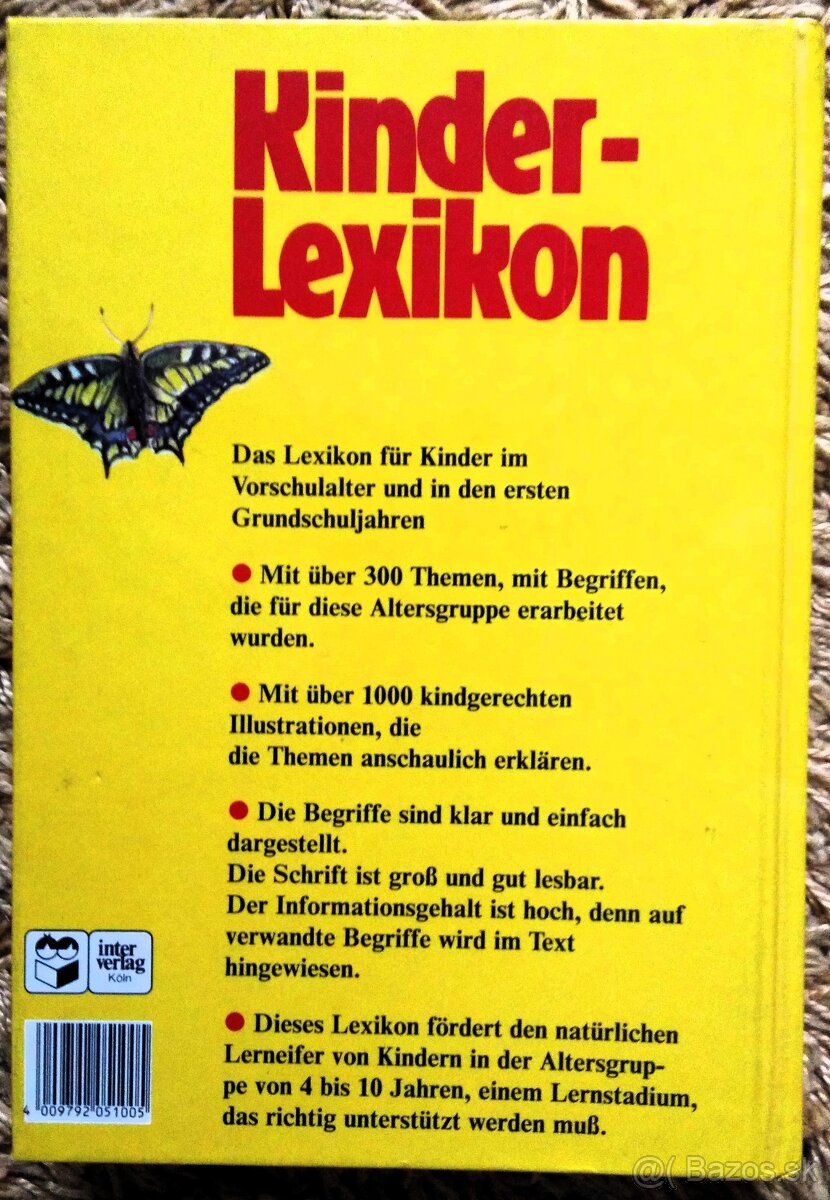 Kinder-
Lexikon
Das Lexikon für Kinder im
Vorschulalter und in den ersten
Grundschuljahren
● Mit über 300 Themen, mit Begriffen,
die für diese Altersgruppe erarbeitet
wurden.
● Mit über 1000 kindgerechten
Illustrationen, die
die Themen anschaulich erklären.
● Die Begriffe sind klar und einfach
dargestellt.
Die Schrift ist groß und gut lesbar.
Der Informationsgehalt ist hoch, denn auf
verwandte Begriffe wird im Text
hingewiesen.
● Dieses Lexikon fördert den natürlichen
Lerneifer von Kindern in der Altersgrup-
pe von 4 bis 10 Jahren, einem Lernstadium,
das richtig unterstützt werden muß.
inter
verlag
Köln
4 009792 051005
@( Bazos.sk